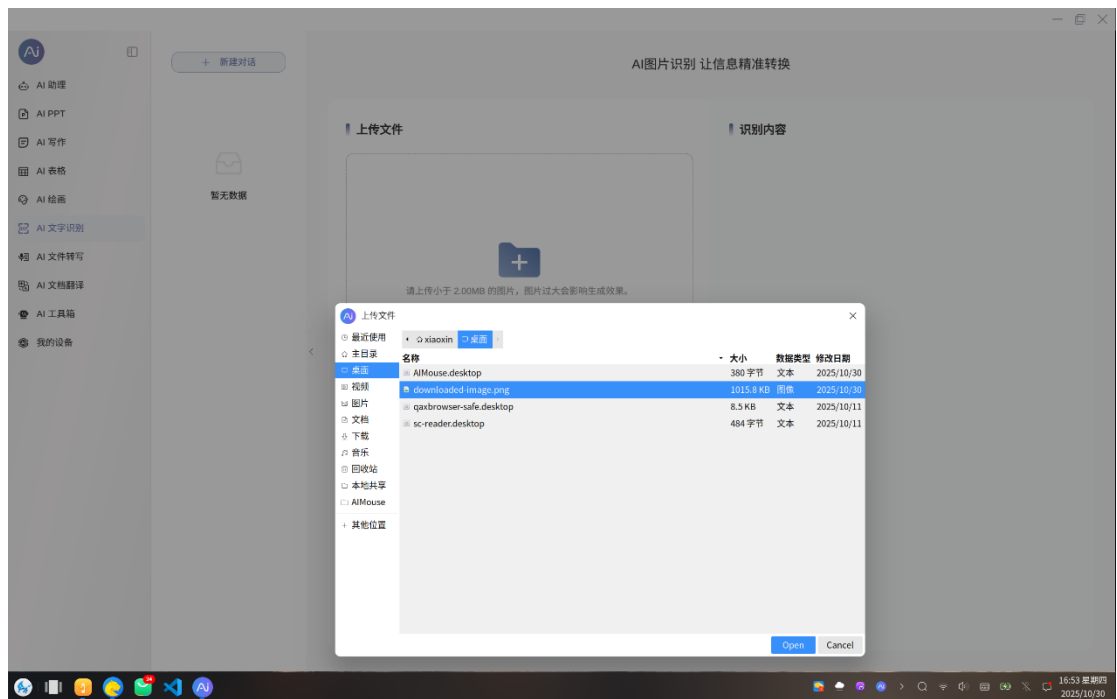 Ai
AI 助理
AI PPT
AI 写作
AI 表格
AI 绘画
AI 文字识别
AI 文件转写
AI 文档翻译
AI 工具箱
我的设备
+ 新建对话
暂无数据
AI图片识别 让信息精准转换
上传文件
识别内容
请上传小于 2.00MB 的图片，图片过大会影响生成效果。
Ai 上传文件
最近使用
主目录
桌面
视频
图片
文档
下载
音乐
回收站
本地共享
AIMouse
+ 其他位置
xiaoxin 桌面
名称 大小 数据类型 修改日期
AIMouse.desktop 380 字节 文本 2025/10/30
downloaded-image.png 1015.8 KB 图像 2025/10/30
qaxbrowser-safe.desktop 8.5 KB 文本 2025/10/11
sc-reader.desktop 484 字节 文本 2025/10/11
Open Cancel
Ai
16:53 星期四
2025/10/30